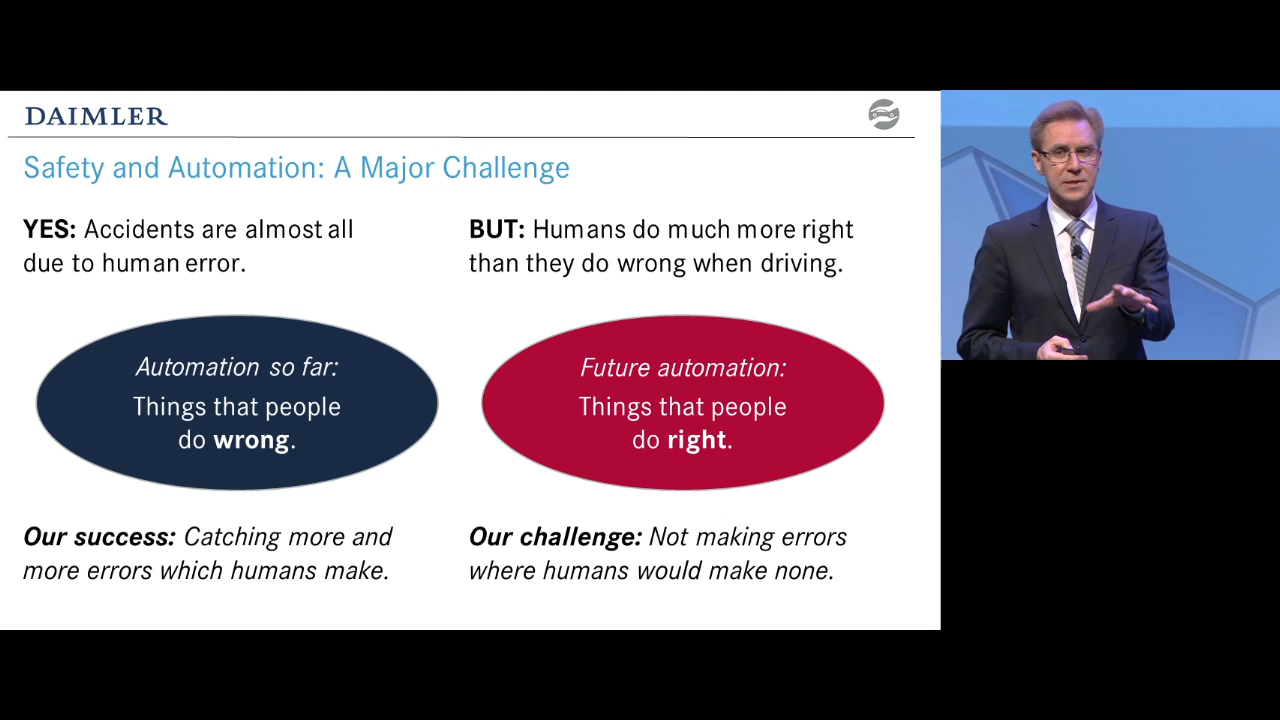 DAIMLER
Safety and Automation: A Major Challenge
YES: Accidents are almost all
due to human error.
BUT: Humans do much more right
than they do wrong when driving.
Automation so far:
Things that people
do wrong.
Future automation:
Things that people
do right.
Our success: Catching more and
more errors which humans make.
Our challenge: Not making errors
where humans would make none.